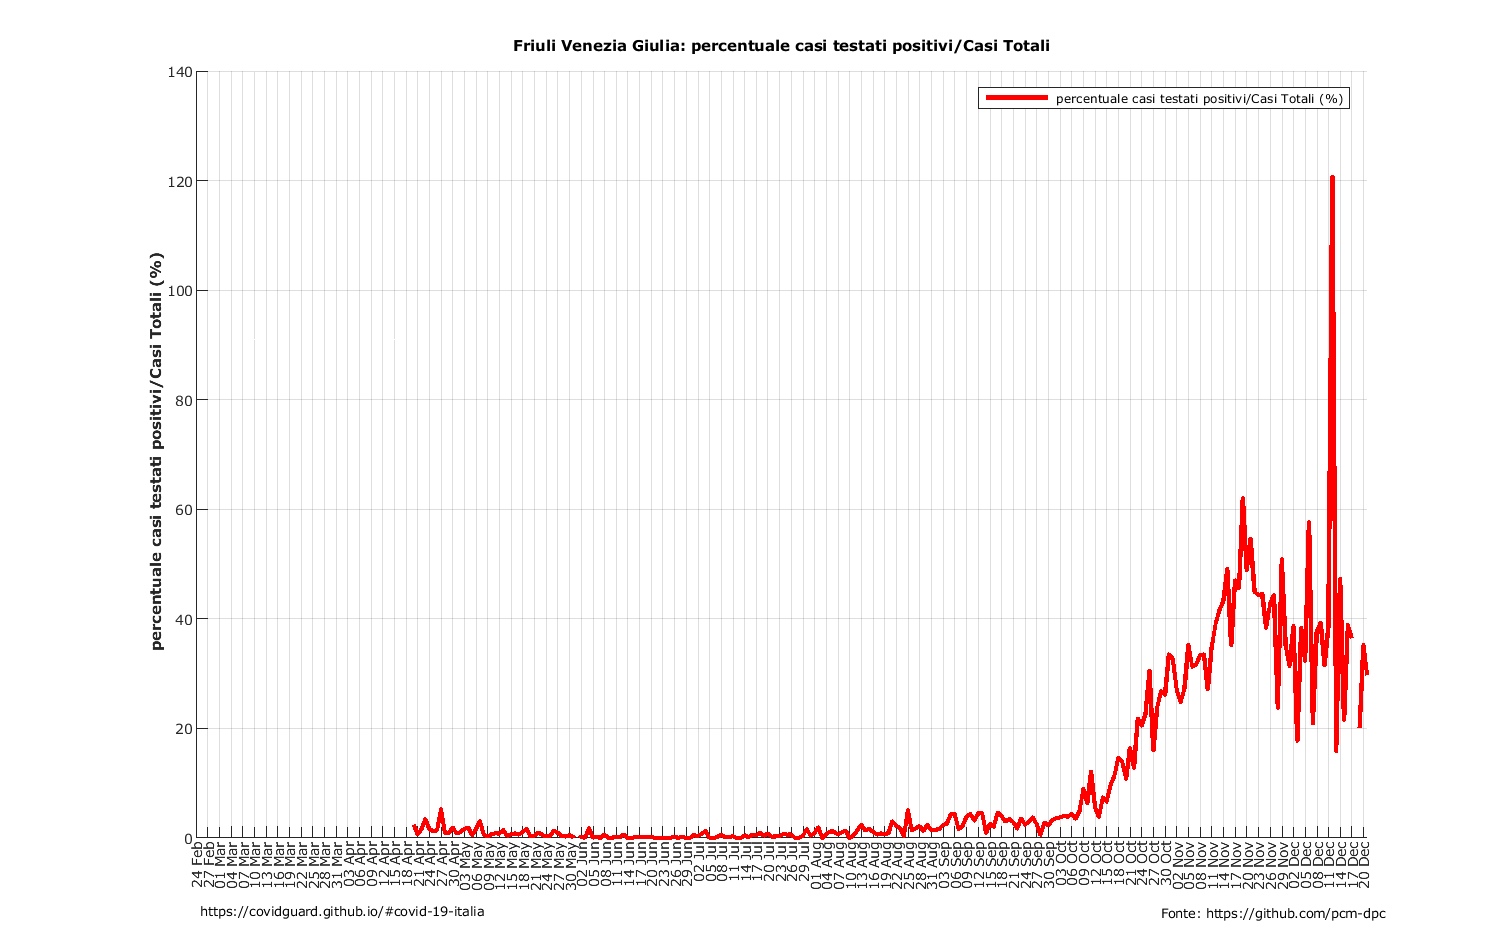 Friuli Venezia Giulia: percentuale casi testati positivi/Casi Totali
percentuale casi testati positivi/Casi Totali (%)
percentuale casi testati positivi/Casi Totali (%)
140
120
100
80
60
40
20
0
24 Feb
27 Feb
01 Mar
04 Mar
07 Mar
10 Mar
13 Mar
16 Mar
19 Mar
22 Mar
25 Mar
28 Mar
31 Mar
03 Apr
06 Apr
09 Apr
12 Apr
15 Apr
18 Apr
21 Apr
24 Apr
27 Apr
30 Apr
03 May
06 May
09 May
12 May
15 May
18 May
21 May
24 May
27 May
30 May
02 Jun
05 Jun
08 Jun
11 Jun
14 Jun
17 Jun
20 Jun
23 Jun
26 Jun
29 Jun
02 Jul
05 Jul
08 Jul
11 Jul
14 Jul
17 Jul
20 Jul
23 Jul
26 Jul
29 Jul
01 Aug
04 Aug
07 Aug
10 Aug
13 Aug
16 Aug
19 Aug
22 Aug
25 Aug
28 Aug
31 Aug
03 Sep
06 Sep
09 Sep
12 Sep
15 Sep
18 Sep
21 Sep
24 Sep
27 Sep
30 Sep
03 Oct
06 Oct
09 Oct
12 Oct
15 Oct
18 Oct
21 Oct
24 Oct
27 Oct
30 Oct
02 Nov
05 Nov
08 Nov
11 Nov
14 Nov
17 Nov
20 Nov
23 Nov
26 Nov
29 Nov
02 Dec
05 Dec
08 Dec
11 Dec
14 Dec
17 Dec
20 Dec
https://covidguard.github.io/#covid-19-italia
Fonte: https://github.com/pcm-dpc